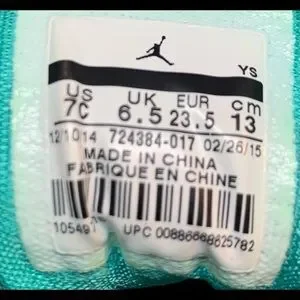 YS
US UK EUR cm
7C 6.5 23.5 13
12/10/14 724384-017 02/26/15
MADE IN CHINA
FABRIQUE EN CHINE
105497
UPC 00886668625782